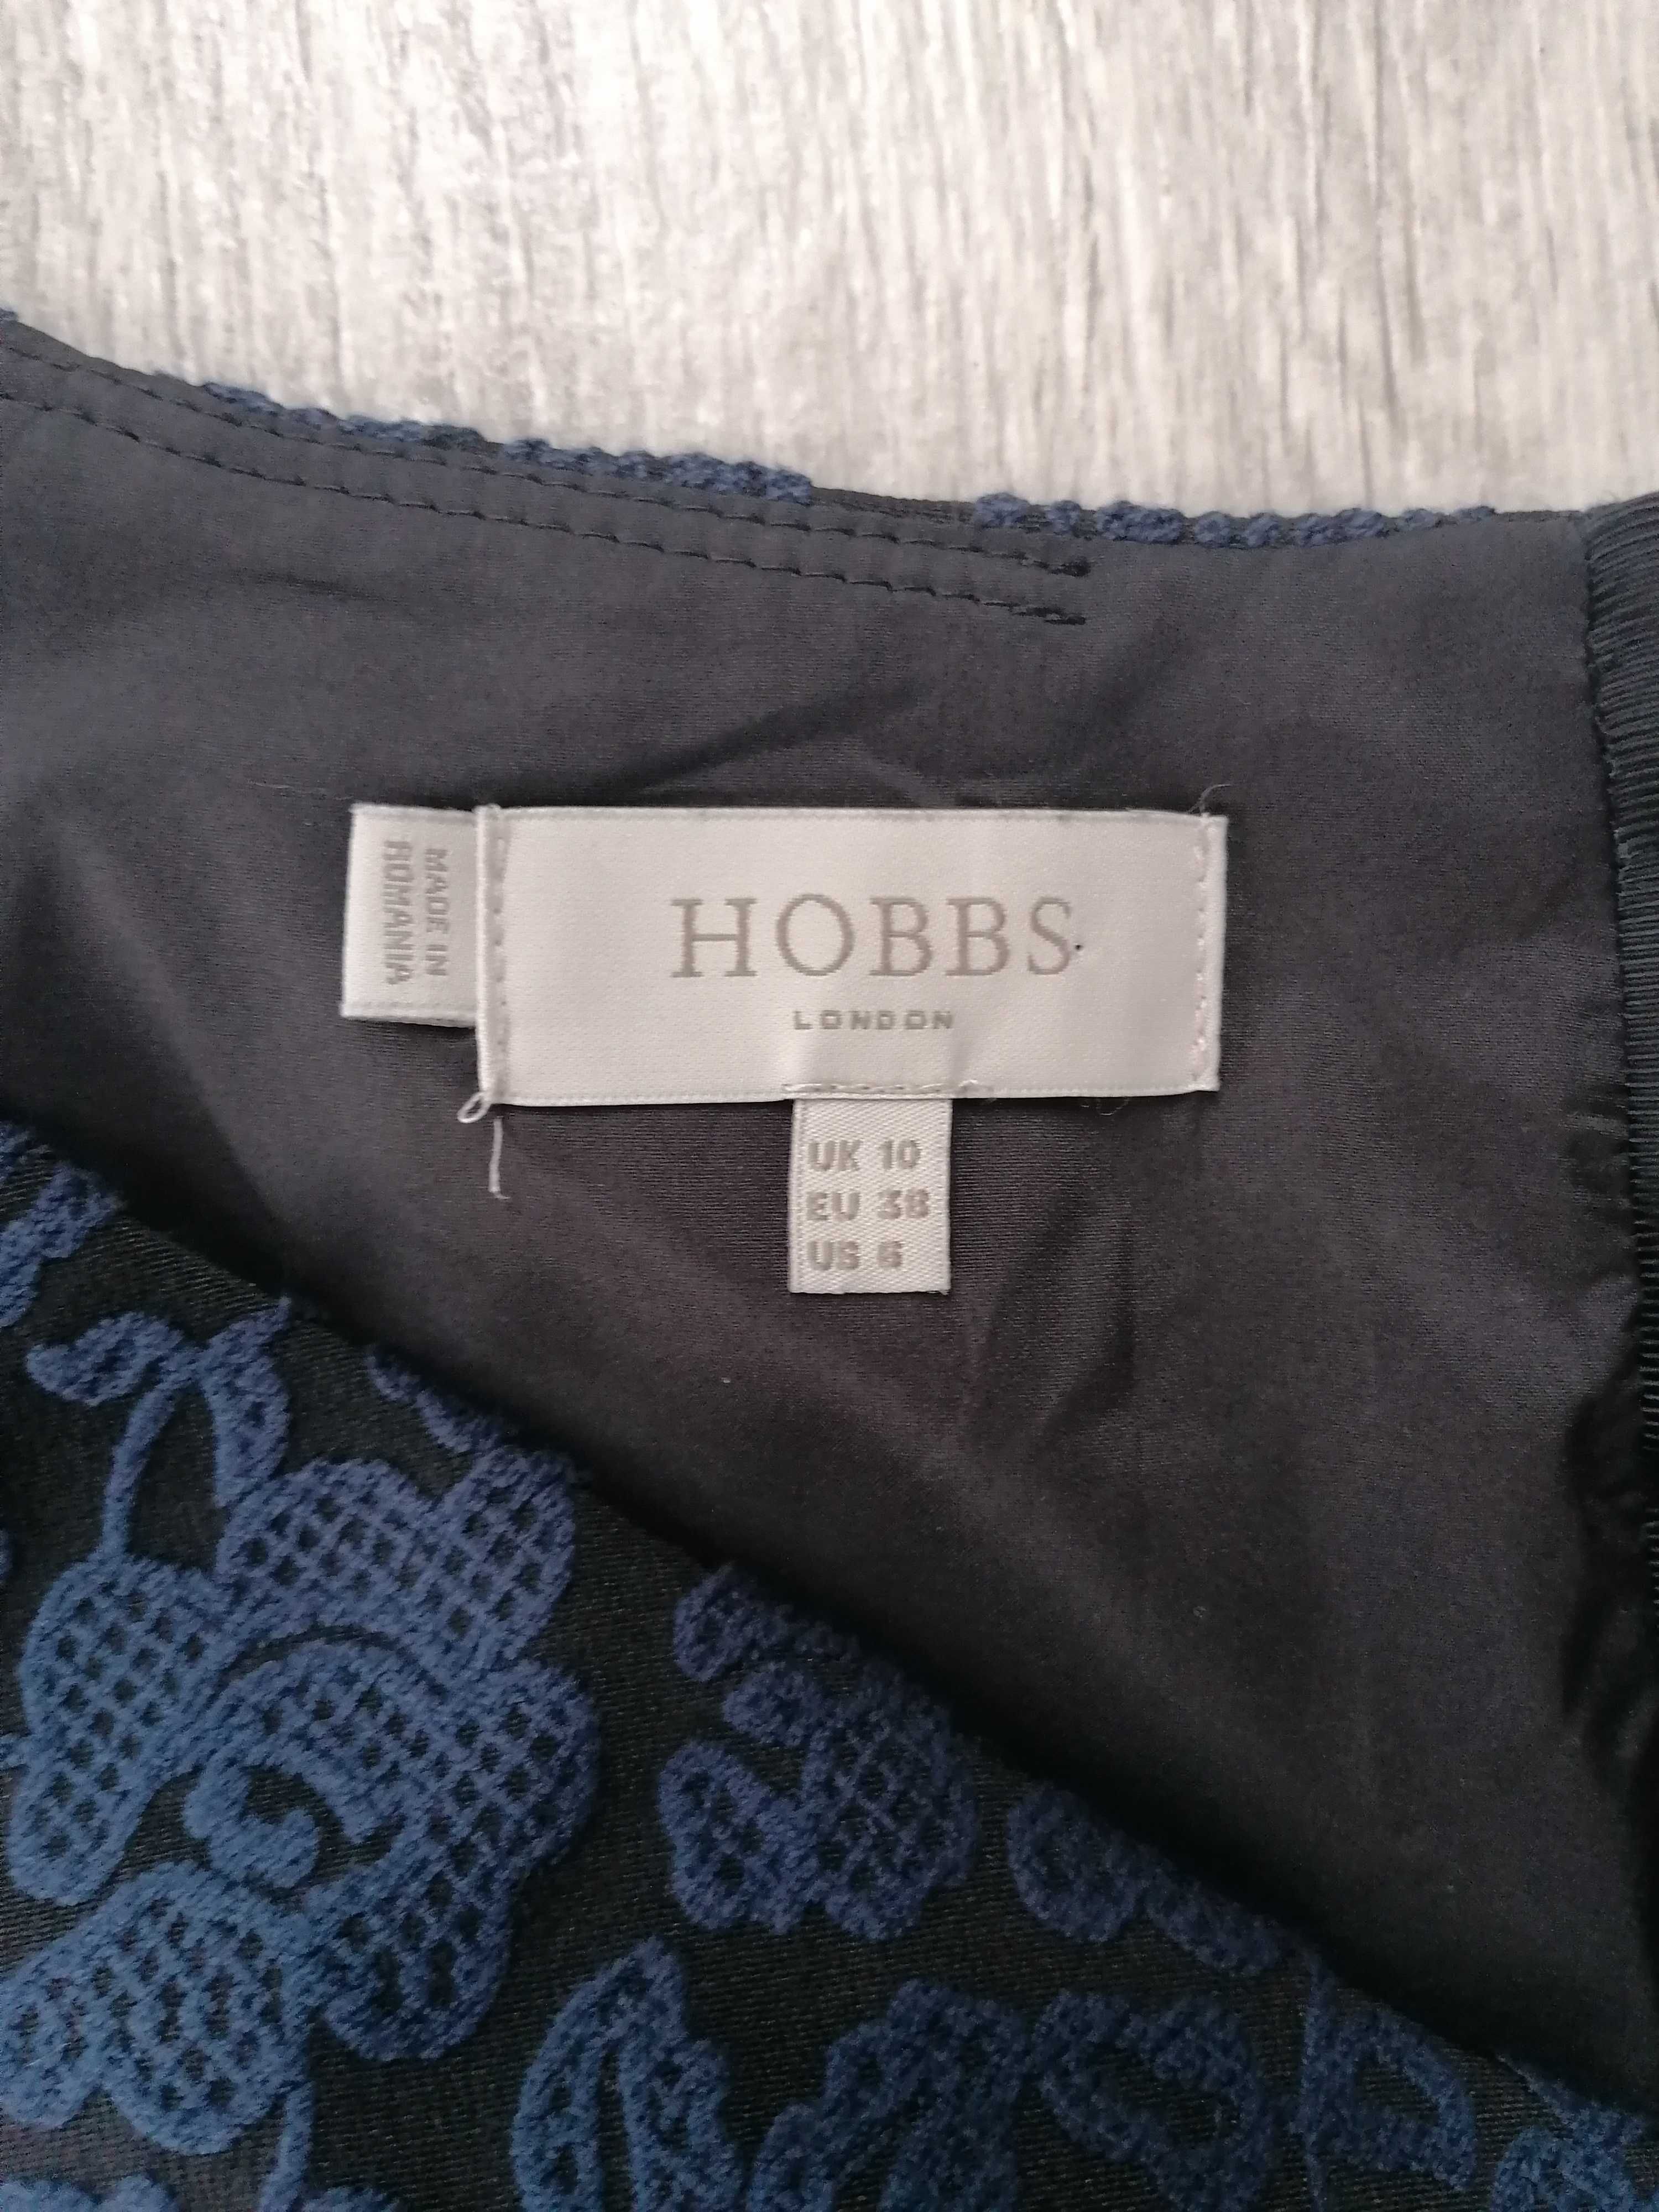 MADE IN
ROMANIA
HOBBS
LONDON
UK 10
EU 38
US 6